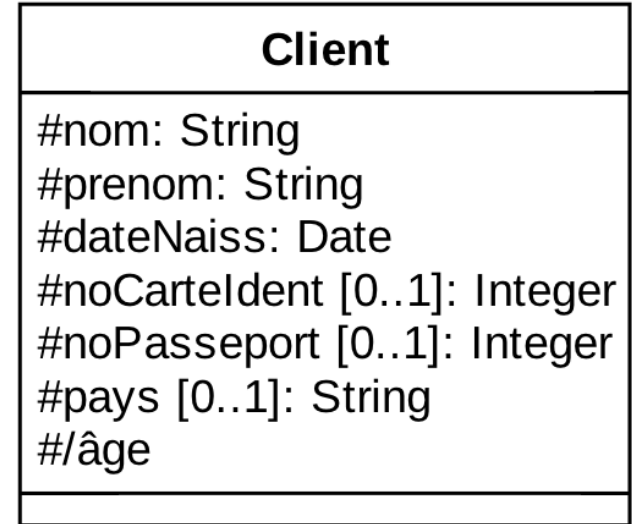 Client
#nom: String
#prenom: String
#dateNaiss: Date
#noCarteIdent [0..1]: Integer
#noPasseport [0..1]: Integer
#pays [0..1]: String
#/âge